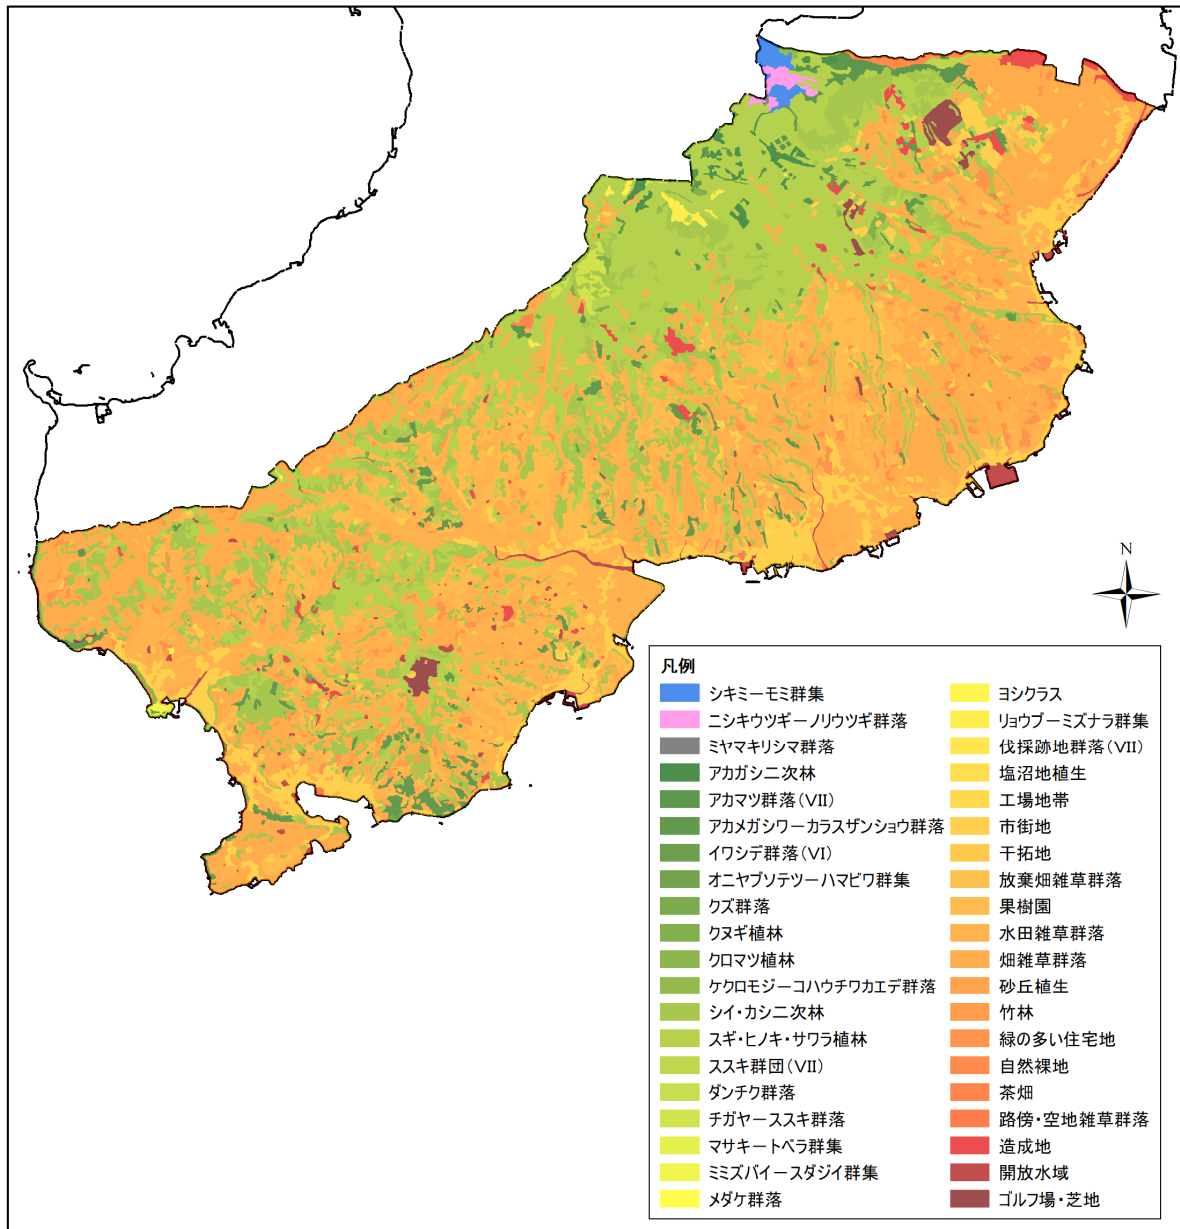 N
凡例
シキミーモミ群集
ニシキウツギーノリウツギ群落
ミヤマキリシマ群落
アカガシ二次林
アカマツ群落(VII)
アカメガシワーカラスザンショウ群落
イワシデ群落(VI)
オニヤブソテツーハマビワ群集
クズ群落
クヌギ植林
クロマツ植林
ケクロモジーコハウチワカエデ群落
シイ・カシ二次林
スギ・ヒノキ・サワラ植林
ススキ群団(VII)
ダンチク群落
チガヤーススキ群落
マサキートベラ群集
ミミズバイースダジイ群集
メダケ群落
ヨシクラス
リョウブーミズナラ群集
伐採跡地群落(VII)
塩沼地植生
工場地帯
市街地
干拓地
放棄畑雑草群落
果樹園
水田雑草群落
畑雑草群落
砂丘植生
竹林
緑の多い住宅地
自然裸地
茶畑
路傍・空地雑草群落
造成地
開放水域
ゴルフ場・芝地